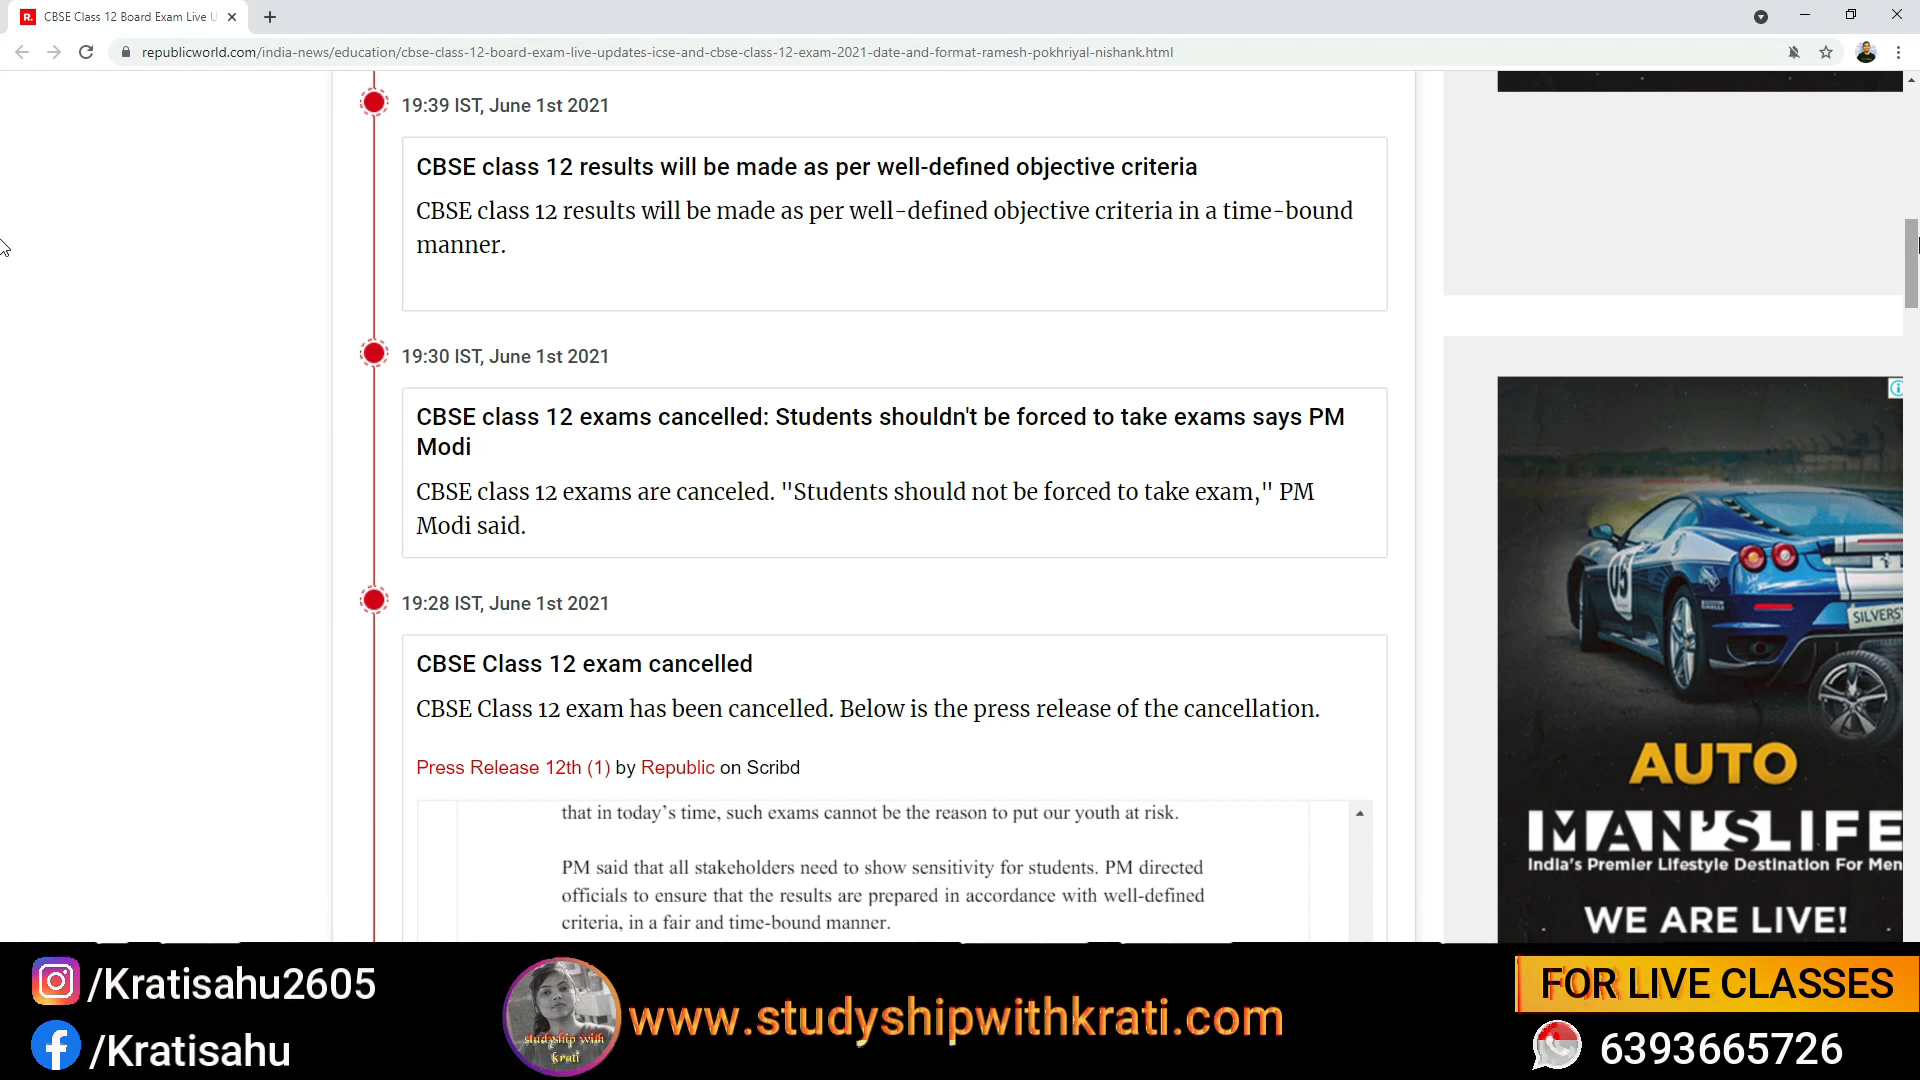 CBSE Class 12 Board Exam Live U
republicworld.com/india-news/education/cbse-class-12-board-exam-live-updates-icse-and-cbse-class-12-exam-2021-date-and-format-ramesh-pokhriyal-nishank.html
19:39 IST, June 1st 2021
CBSE class 12 results will be made as per well-defined objective criteria
CBSE class 12 results will be made as per well-defined objective criteria in a time-bound
manner.
19:30 IST, June 1st 2021
CBSE class 12 exams cancelled: Students shouldn't be forced to take exams says PM
Modi
CBSE class 12 exams are canceled. "Students should not be forced to take exam," PM
Modi said.
19:28 IST, June 1st 2021
CBSE Class 12 exam cancelled
CBSE Class 12 exam has been cancelled. Below is the press release of the cancellation.
Press Release 12th (1) by Republic on Scribd
that in today's time, such exams cannot be the reason to put our youth at risk.
PM said that all stakeholders need to show sensitivity for students. PM directed
officials to ensure that the results are prepared in accordance with well-defined
criteria, in a fair and time-bound manner.
05
SILVERST
AUTO
MAN'S LIFE
India's Premier Lifestyle Destination For Men
WE ARE LIVE!
/Kratisahu2605
/Kratisahu
studyship with
krati
www.studyshipwithkrati.com
FOR LIVE CLASSES
6393665726